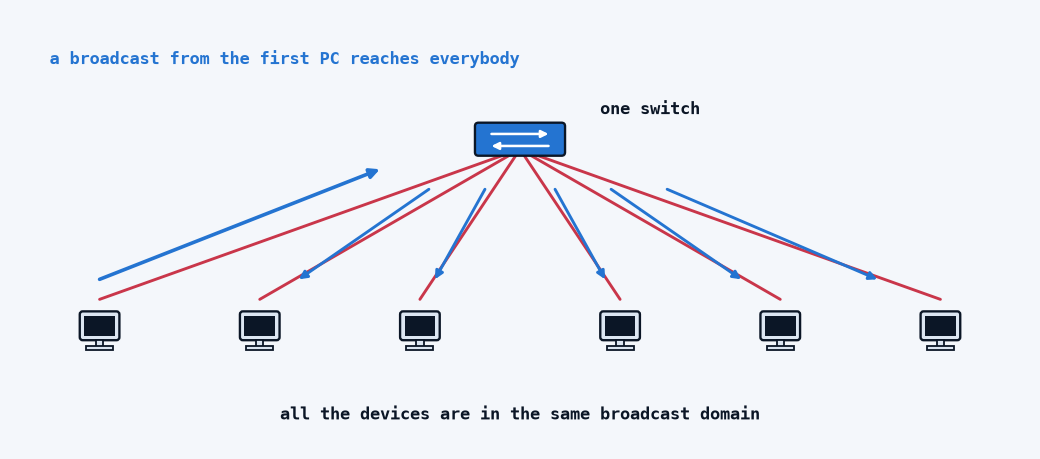 a broadcast from the first PC reaches everybody
one switch
all the devices are in the same broadcast domain